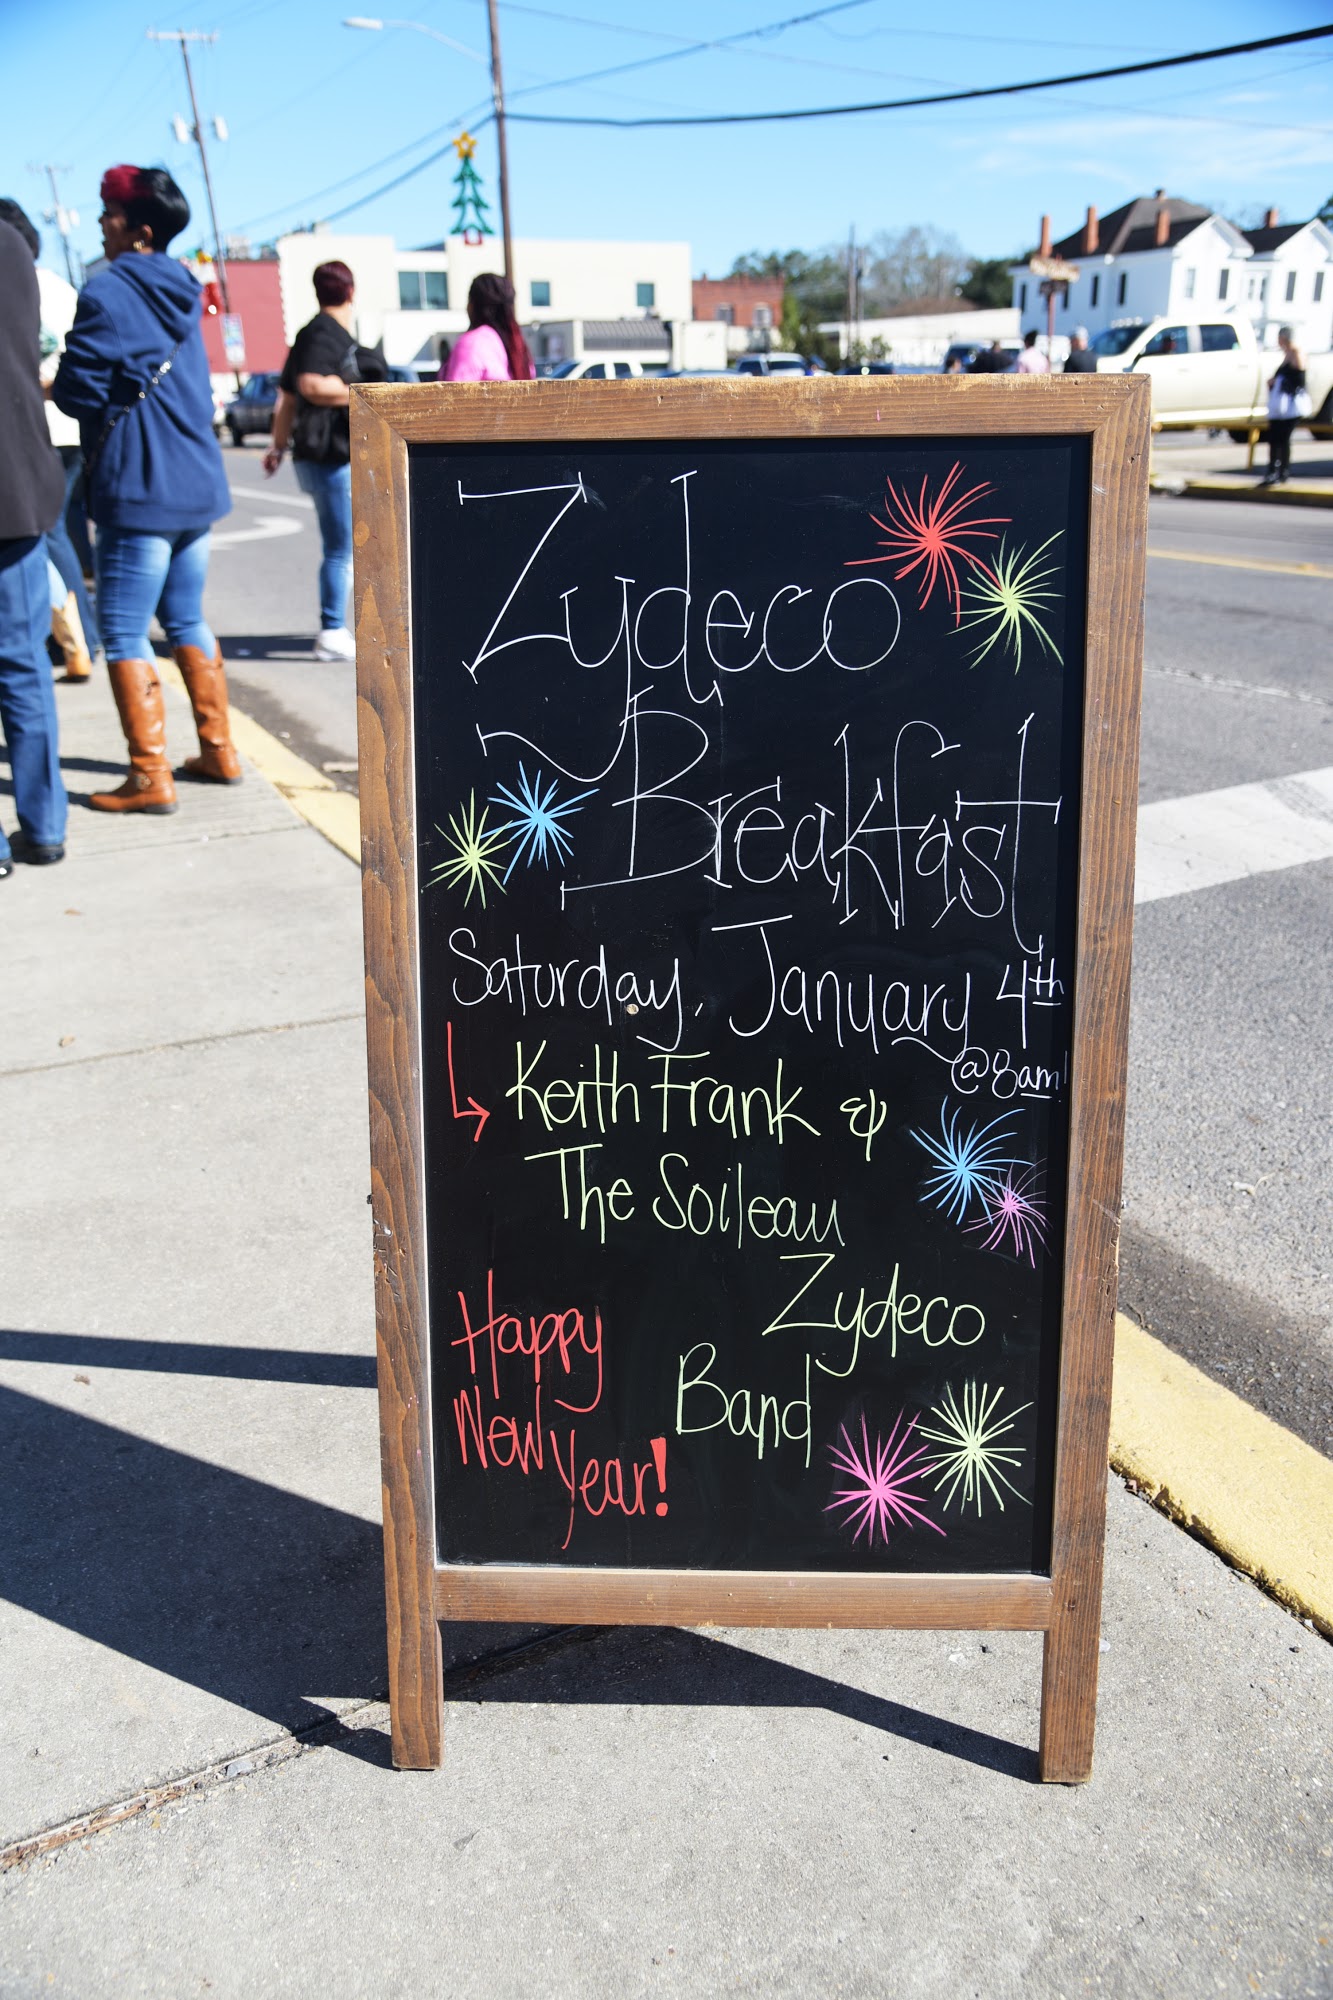 Zydeco
Breakfast
Saturday, January 4th
@8am!
Keith Frank &
The Soileau
Zydeco
Band
Happy
New
Year!